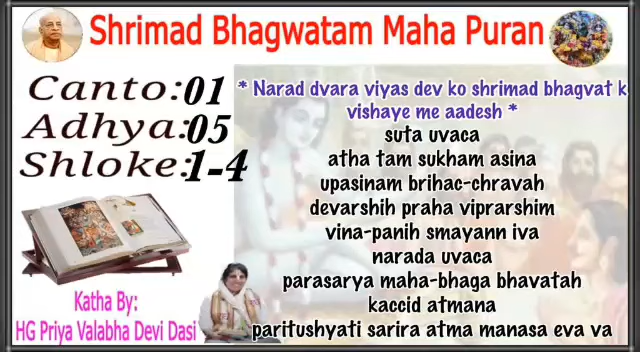 Shrimad Bhagwatam Maha Puran
Canto:01
Adhya:05
Shloke:1-4
* Narad dvara viyas dev ko shrimad bhagvat k
vishaye me aadesh *
suta uvaca
atha tam sukham asina
upasinam brihac-chravah
devarshih praha viprarshim
vina-panih smayann iva
narada uvaca
parasarya maha-bhaga bhavatah
kaccid atmana
paritushyati sarira atma manasa eva va
Katha By:
HG Priya Valabha Devi Dasi